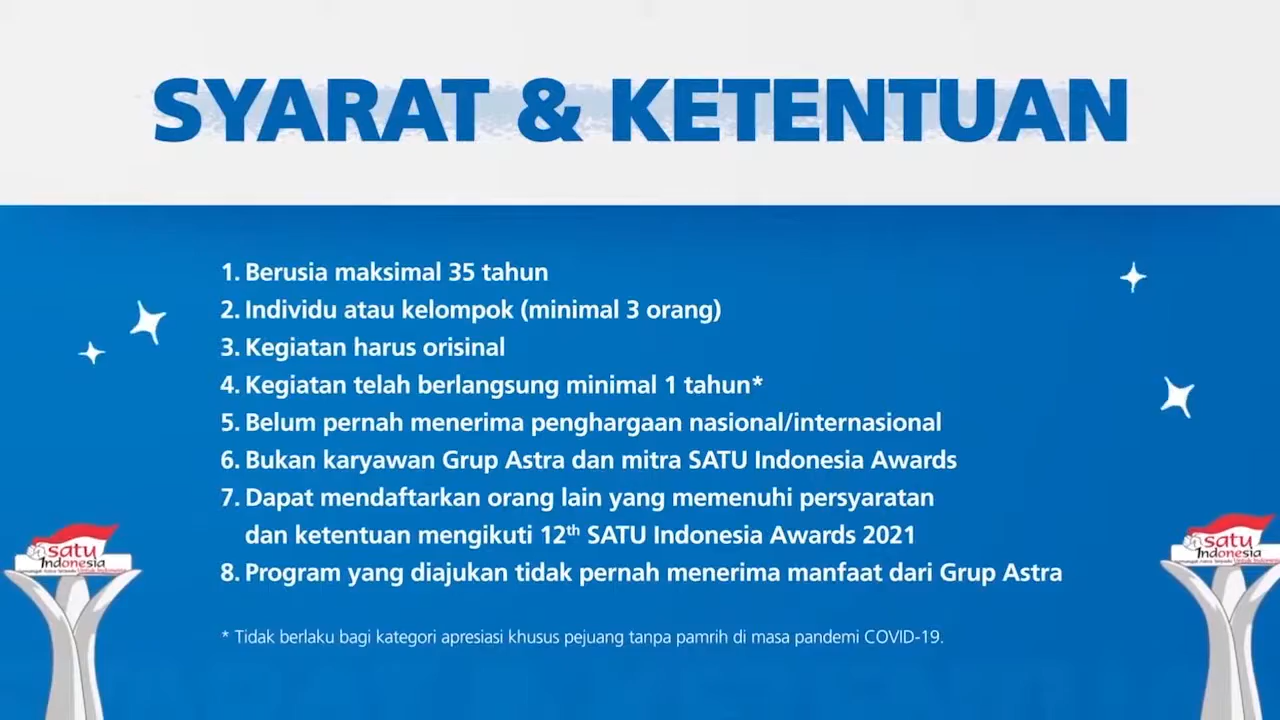 SYARAT & KETENTUAN
1. Berusia maksimal 35 tahun
2. Individu atau kelompok (minimal 3 orang)
3. Kegiatan harus orisinal
4. Kegiatan telah berlangsung minimal 1 tahun*
5. Belum pernah menerima penghargaan nasional/internasional
6. Bukan karyawan Grup Astra dan mitra SATU Indonesia Awards
7. Dapat mendaftarkan orang lain yang memenuhi persyaratan
dan ketentuan mengikuti 12th SATU Indonesia Awards 2021
8. Program yang diajukan tidak pernah menerima manfaat dari Grup Astra
* Tidak berlaku bagi kategori apresiasi khusus pejuang tanpa pamrih di masa pandemi COVID-19.
satu
Indonesia
satu
Indonesia